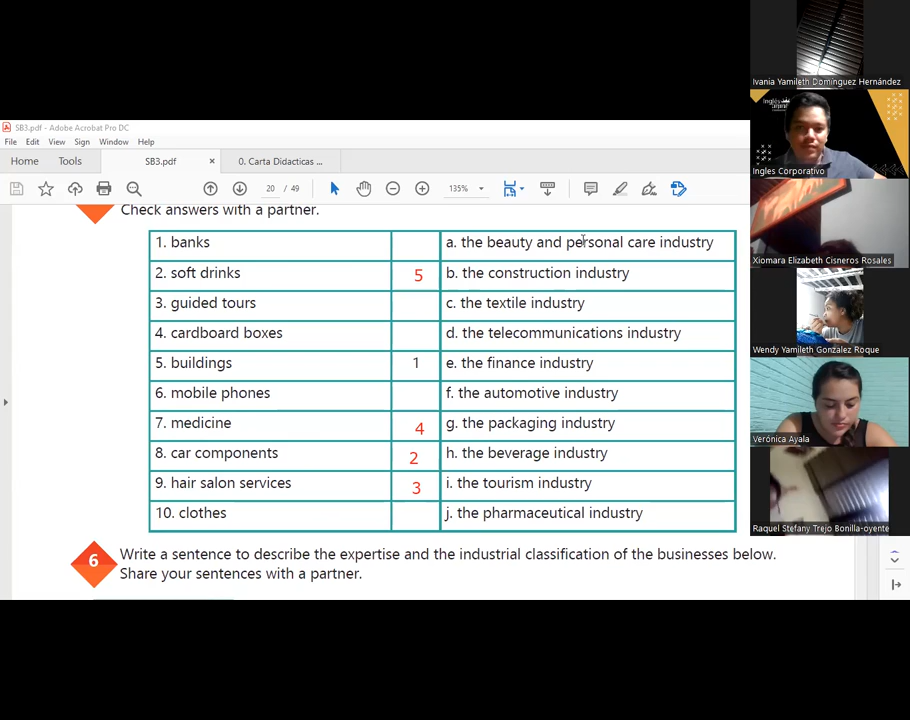 SB3.pdf - Adobe Acrobat Pro DC
File Edit View Sign Window Help
Home Tools SB3.pdf × 0. Carta Didacticas ...
20 / 49 135%
Check answers with a partner.
1. banks a. the beauty and personal care industry
2. soft drinks 5 b. the construction industry
3. guided tours c. the textile industry
4. cardboard boxes d. the telecommunications industry
5. buildings 1 e. the finance industry
6. mobile phones f. the automotive industry
7. medicine 4 g. the packaging industry
8. car components 2 h. the beverage industry
9. hair salon services 3 i. the tourism industry
10. clothes j. the pharmaceutical industry
6 Write a sentence to describe the expertise and the industrial classification of the businesses below.
Share your sentences with a partner.
Ivania Yamileth Domínguez Hernández
Ingles Corporativo
Xiomara Elizabeth Cisneros Rosales
Wendy Yamileth Gonzalez Roque
Verónica Ayala
Raquel Stefany Trejo Bonilla-oyente